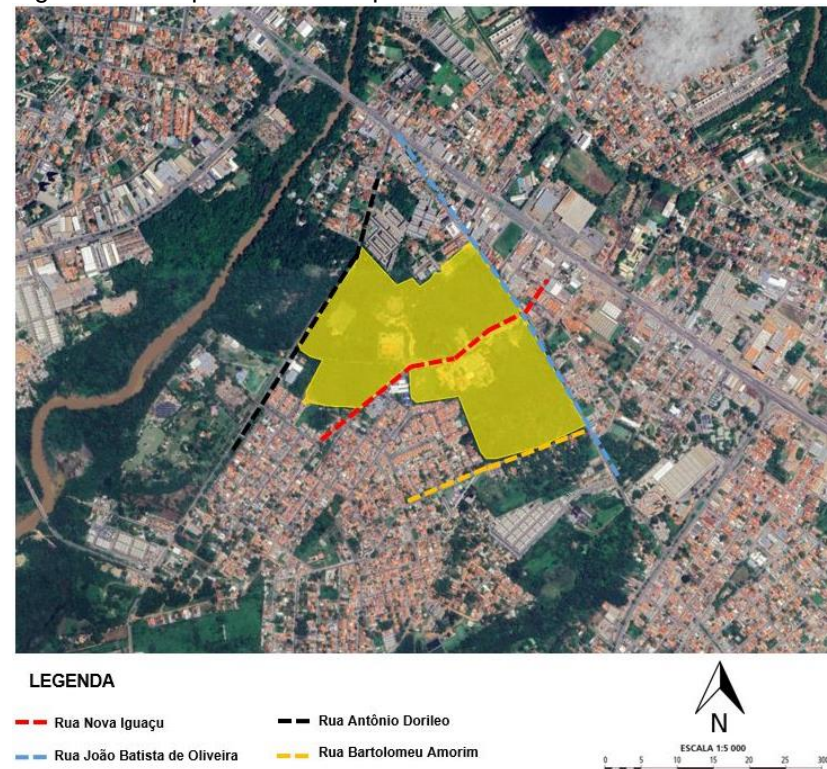 LEGENDA
Rua Nova Iguaçu
Rua Antônio Dorileo
Rua João Batista de Oliveira
Rua Bartolomeu Amorim
N
ESCALA 1:5 000
0 5 10 15 20 25 300